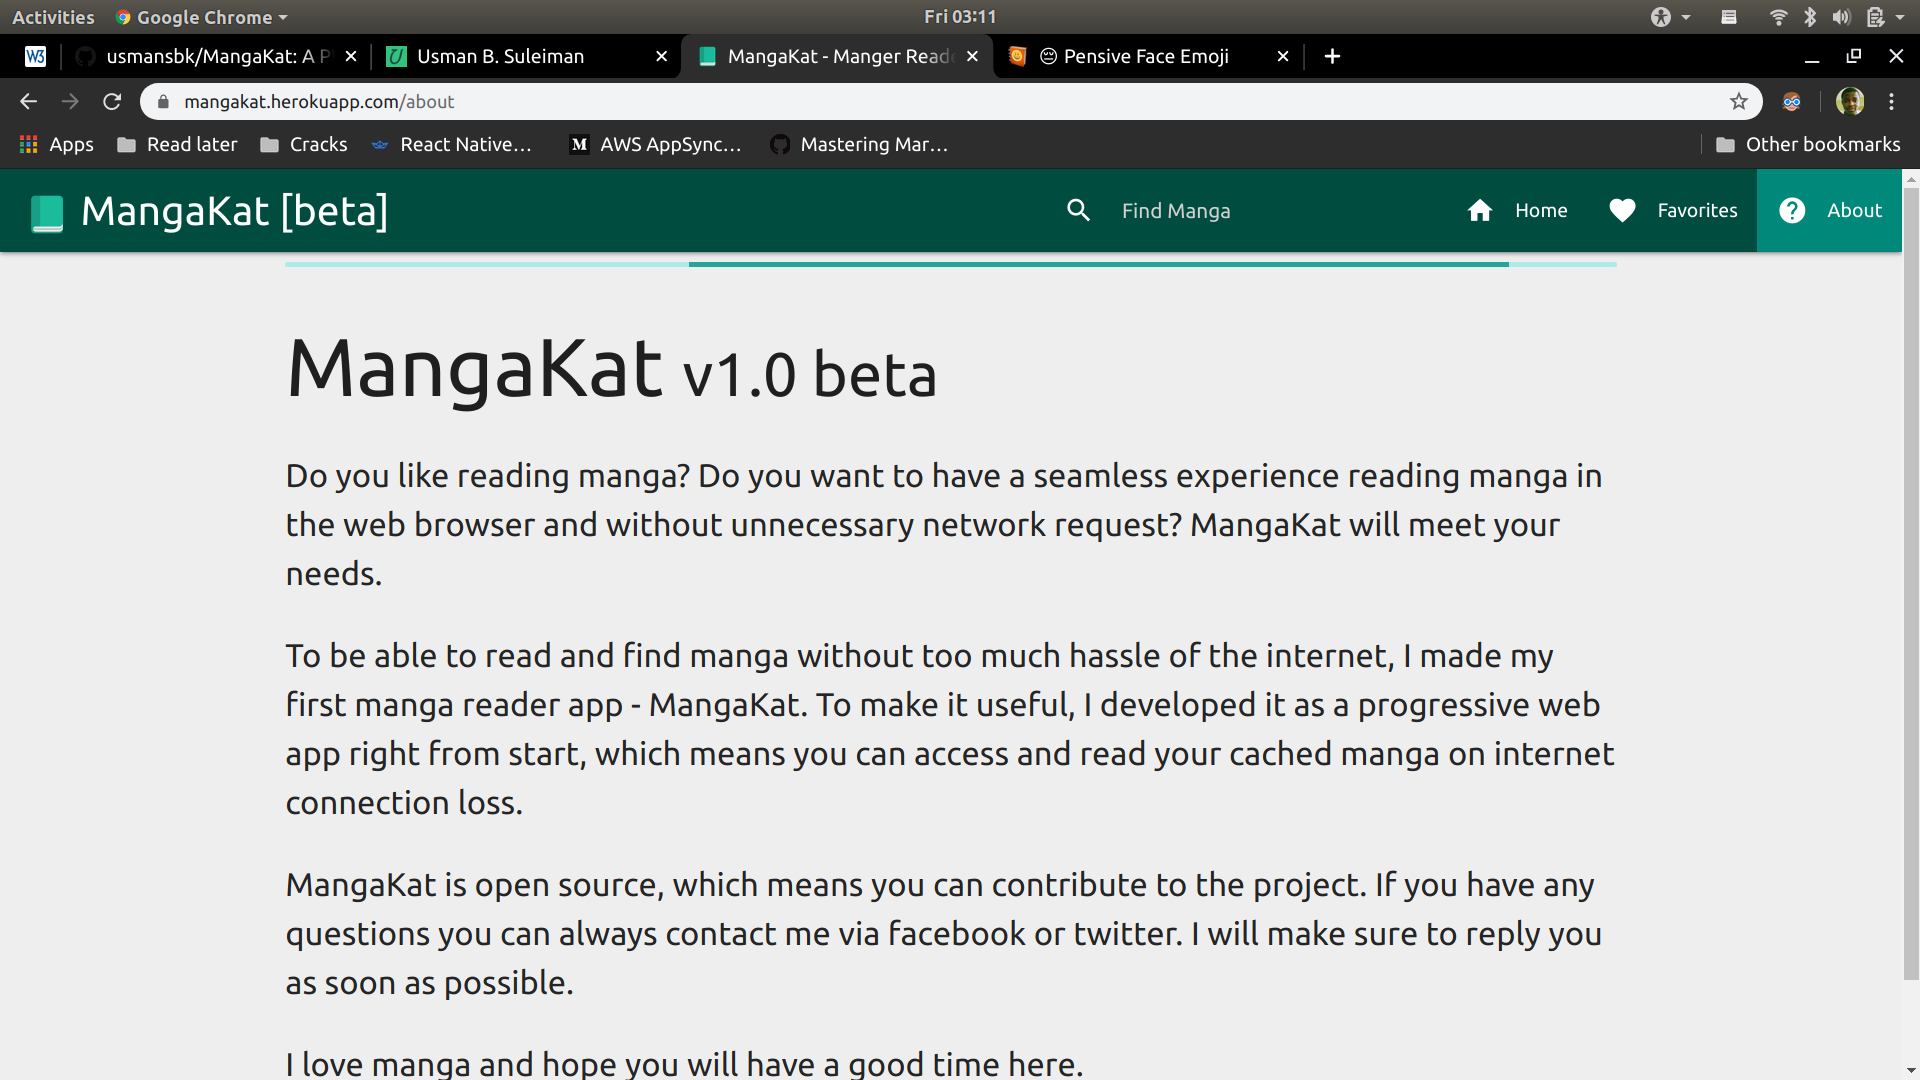 Activities Google Chrome Fri 03:11
usmansbk/MangaKat: A P Usman B. Suleiman MangaKat - Manger Reade 😔 Pensive Face Emoji
mangakat.herokuapp.com/about
Apps Read later Cracks React Native... M AWS AppSync... Mastering Mar... Other bookmarks
MangaKat [beta] Find Manga Home Favorites About
MangaKat v1.0 beta
Do you like reading manga? Do you want to have a seamless experience reading manga in
the web browser and without unnecessary network request? MangaKat will meet your
needs.
To be able to read and find manga without too much hassle of the internet, I made my
first manga reader app - MangaKat. To make it useful, I developed it as a progressive web
app right from start, which means you can access and read your cached manga on internet
connection loss.
MangaKat is open source, which means you can contribute to the project. If you have any
questions you can always contact me via facebook or twitter. I will make sure to reply you
as soon as possible.
I love manga and hope you will have a good time here.